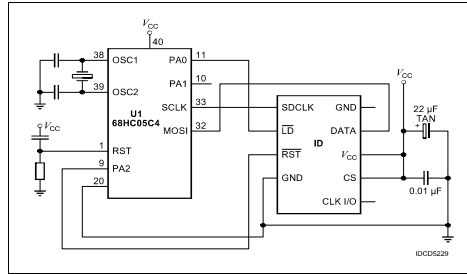 VCC
40
38
OSC1
PA0
11
PA1
10
39
OSC2
U1
68HC05C4
SCLK
33
MOSI
32
VCC
1
RST
9
PA2
20
SDCLK
GND
LD
DATA
ID
RST
VCC
GND
CS
CLK I/O
VCC
22 µF
TAN
+
0.01 µF
IDCD5229